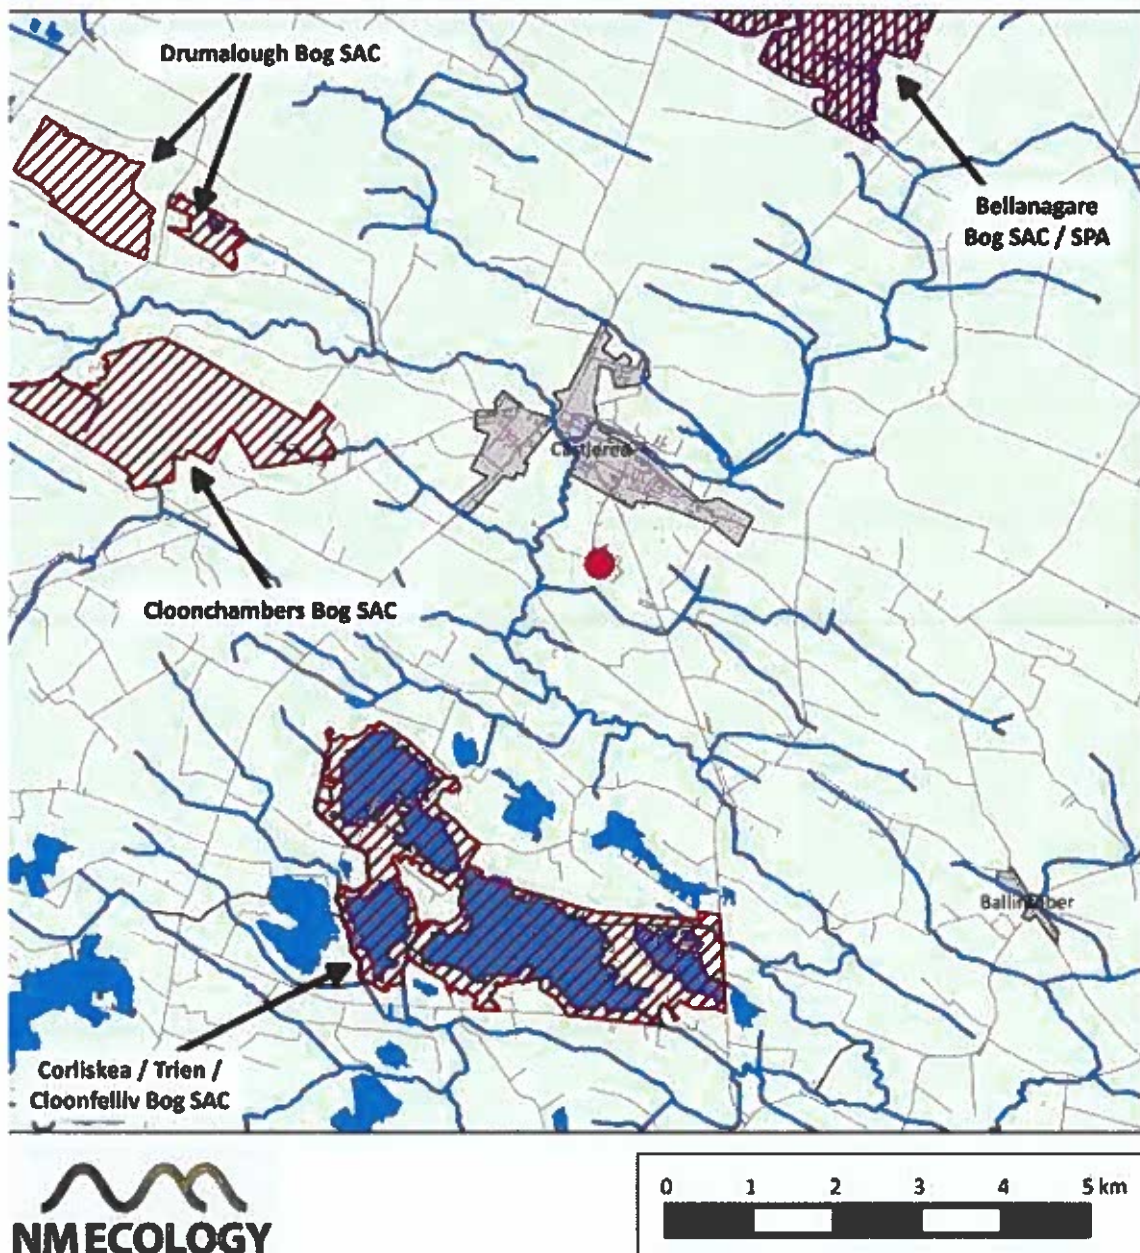 Drumalough Bog SAC
Bellanagare
Bog SAC / SPA
Castlerea
Cloonchambers Bog SAC
Ballintober
Corliskea / Trien /
Cloonfelliv Bog SAC
NMECOLOGY
0 1 2 3 4 5 km